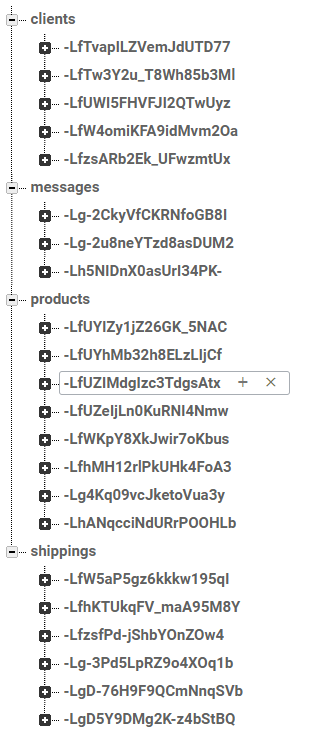 clients
-LfTvapILZVemJdUTD77
-LfTw3Y2u_T8Wh85b3Ml
-LfUWI5FHVFJI2QTwUyz
-LfW4omiKFA9idMvm2Oa
-LfzsARb2Ek_UFwzmtUx
messages
-Lg-2CkyVfCKRNfoGB8I
-Lg-2u8neYTzd8asDUM2
-Lh5NIDnX0asUrI34PK-
products
-LfUYIZy1jZ26GK_5NAC
-LfUYhMb32h8ELzLIjCf
-LfUZIMdgIzc3TdgsAtx
-LfUZeIjLn0KuRNI4Nmw
-LfWKpY8XkJwir7oKbus
-LfhMH12rlPkUHk4FoA3
-Lg4Kq09vcJketoVua3y
-LhANqcciNdURrPOOHLb
shippings
-LfW5aP5gz6kkkw195qI
-LfhKTUkqFV_maA95M8Y
-LfzsfPd-jShbYOnZOw4
-Lg-3Pd5LpRZ9o4XOq1b
-LgD-76H9F9QCmNnqSVb
-LgD5Y9DMg2K-z4bStBQ